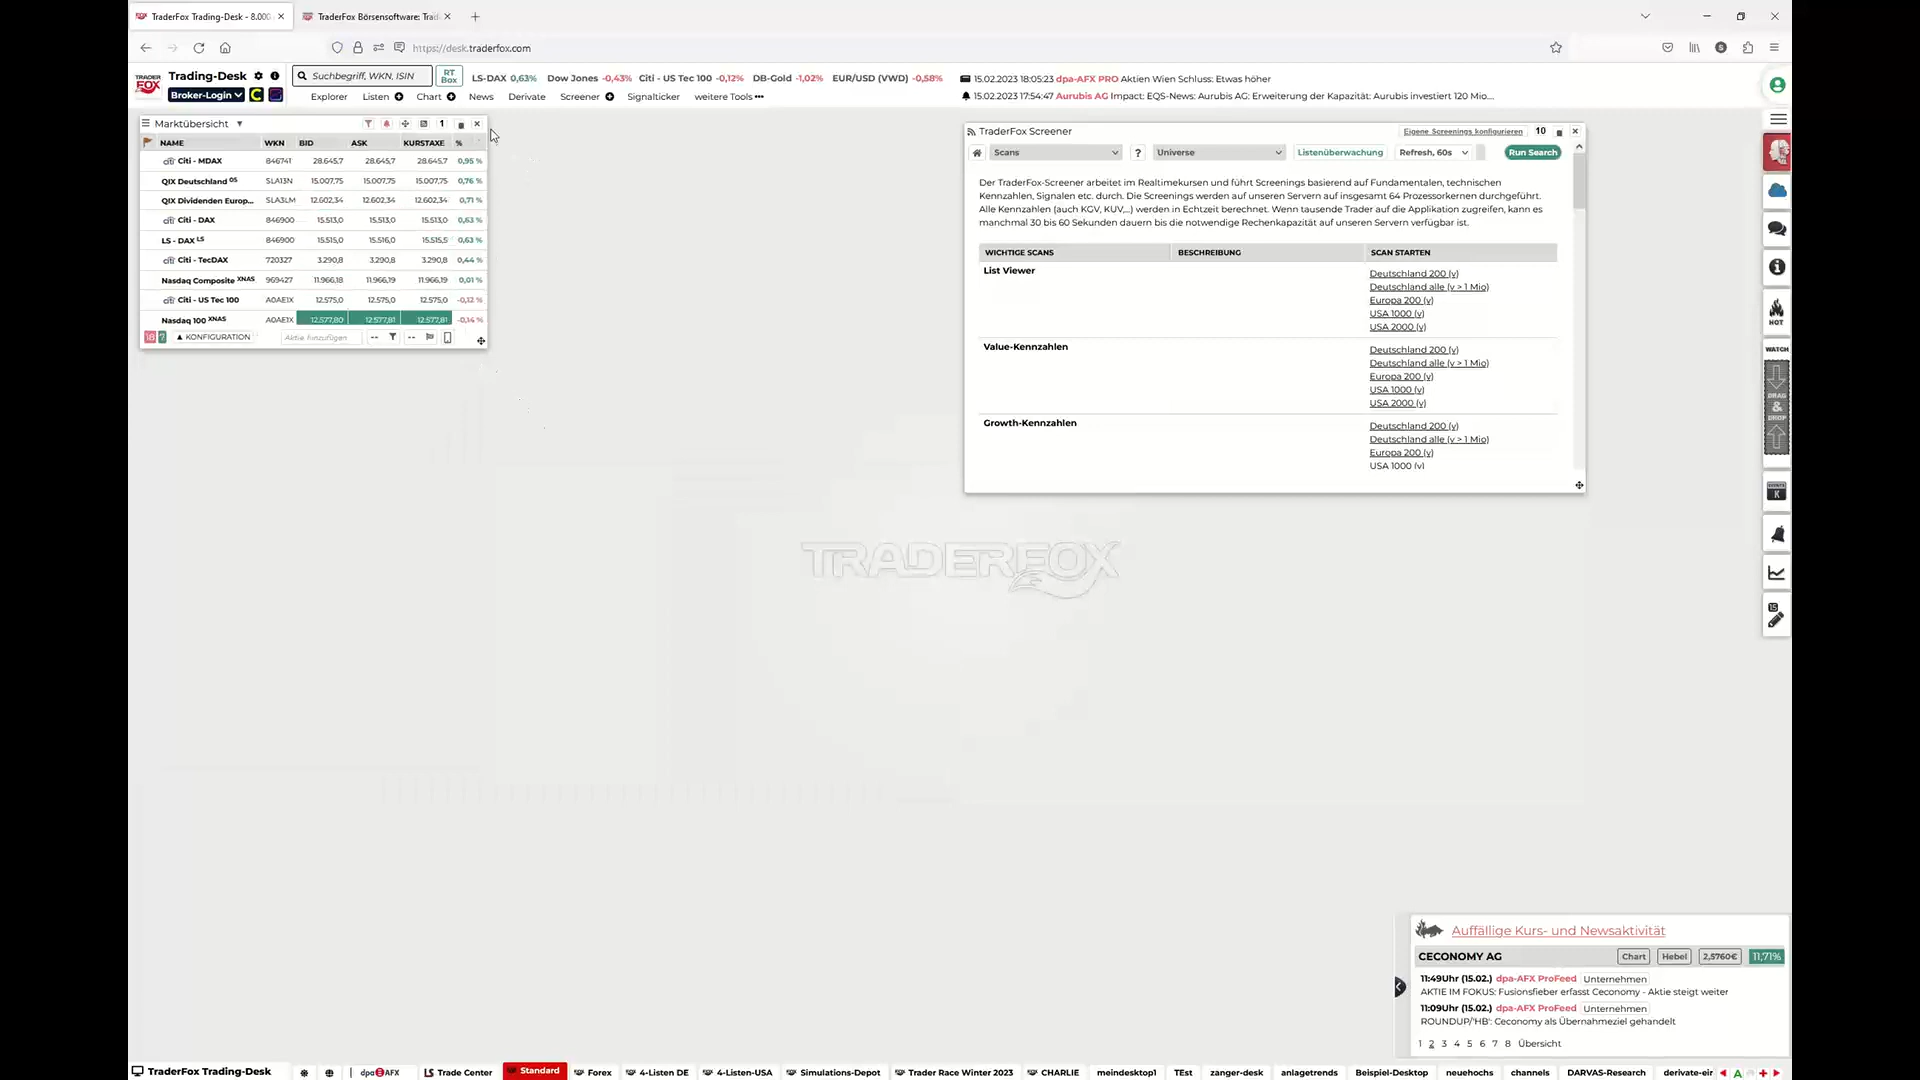 TraderFox Trading-Desk - 8.000
TraderFox Börsensoftware: Trad
https://desk.traderfox.com
TRADER FOX
Trading-Desk
Broker-Login
Suchbegriff, WKN, ISIN
RT Box
LS-DAX 0,63% Dow Jones -0,43% Citi - US Tec 100 -0,12% DB-Gold -1,02% EUR/USD (VWD) -0,58%
15.02.2023 18:05:23 dpa-AFX PRO Aktien Wien Schluss: Etwas höher
15.02.2023 17:54:47 Aurubis AG Impact: EQS-News: Aurubis AG: Erweiterung der Kapazität: Aurubis investiert 120 Mio...
Explorer Listen Chart News Derivate Screener Signalticker weitere Tools
Marktübersicht 1
NAME WKN BID ASK KURSTAXE %
Citi - MDAX 846741 28.645,7 28.645,7 28.645,7 0,95 %
QIX Deutschland DS SLA13N 15.007,75 15.007,75 15.007,75 0,76 %
QIX Dividenden Europ... SLA3LM 12.602,34 12.602,34 12.602,34 0,71 %
Citi - DAX 846900 15.513,0 15.513,0 15.513,0 0,63 %
LS - DAX LS 846900 15.515,0 15.516,0 15.515,5 0,63 %
Citi - TecDAX 720327 3.290,8 3.290,8 3.290,8 0,44 %
Nasdaq Composite XNAS 969427 11.966,18 11.966,19 11.966,19 0,01 %
Citi - US Tec 100 A0AE1X 12.575,0 12.575,0 12.575,0 -0,12 %
Nasdaq 100 XNAS A0AE1X 12.577,80 12.577,81 12.577,81 -0,14 %
18 ? KONFIGURATION Aktie hinzufügen -- --
TraderFox Screener
Eigene Screenings konfigurieren 10
Scans ? Universe Listenüberwachung Refresh, 60s Run Search
Der TraderFox-Screener arbeitet im Realtimekursen und führt Screenings basierend auf Fundamentalen, technischen
Kennzahlen, Signalen etc. durch. Die Screenings werden auf unseren Servern auf insgesamt 64 Prozessorkernen durchgeführt.
Alle Kennzahlen (auch KGV, KUV,...) werden in Echtzeit berechnet. Wenn tausende Trader auf die Applikation zugreifen, kann es
manchmal 30 bis 60 Sekunden dauern bis die notwendige Rechenkapazität auf unseren Servern verfügbar ist.
WICHTIGE SCANS BESCHREIBUNG SCAN STARTEN
List Viewer
Deutschland 200 (v)
Deutschland alle (v > 1 Mio)
Europa 200 (v)
USA 1000 (v)
USA 2000 (v)
Value-Kennzahlen
Deutschland 200 (v)
Deutschland alle (v > 1 Mio)
Europa 200 (v)
USA 1000 (v)
USA 2000 (v)
Growth-Kennzahlen
Deutschland 200 (v)
Deutschland alle (v > 1 Mio)
Europa 200 (v)
USA 1000 (v)
HOT
WATCH
DRAG
&
DROP
EVENTS
K
15
TRADERFOX
Auffällige Kurs- und Newsaktivität
CECONOMY AG Chart Hebel 2,5760€ 11,71%
11:49Uhr (15.02.) dpa-AFX ProFeed Unternehmen
AKTIE IM FOKUS: Fusionsfieber erfasst Ceconomy - Aktie steigt weiter
11:09Uhr (15.02.) dpa-AFX ProFeed Unternehmen
ROUNDUP/'HB': Ceconomy als Übernahmeziel gehandelt
1 2 3 4 5 6 7 8 Übersicht
TraderFox Trading-Desk dpa AFX LS Trade Center Standard Forex 4-Listen DE 4-Listen-USA Simulations-Depot Trader Race Winter 2023 CHARLIE meindesktop1 TEst zanger-desk anlagetrends Beispiel-Desktop neuehochs channels DARVAS-Research derivate-eir A